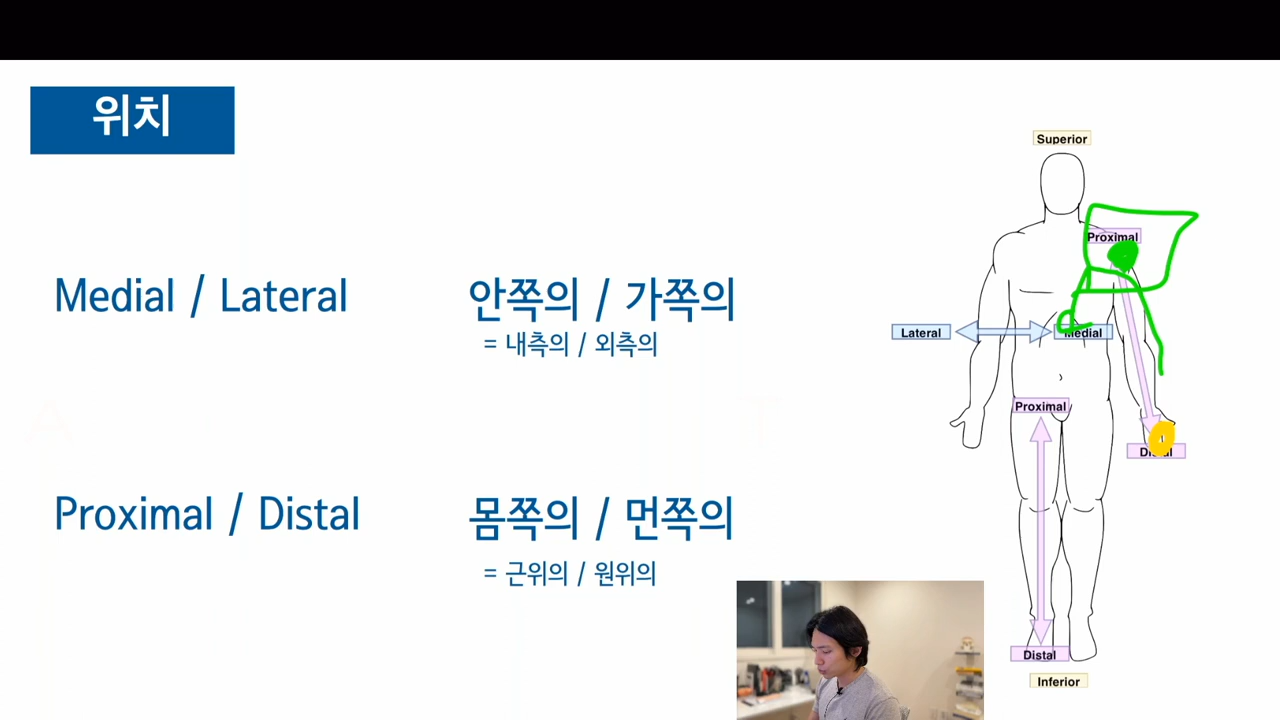 위치
Medial / Lateral
안쪽의 / 가쪽의
= 내측의 / 외측의
Proximal / Distal
몸쪽의 / 먼쪽의
= 근위의 / 원위의
Superior
Proximal
Lateral
Medial
Proximal
Distal
Distal
Inferior